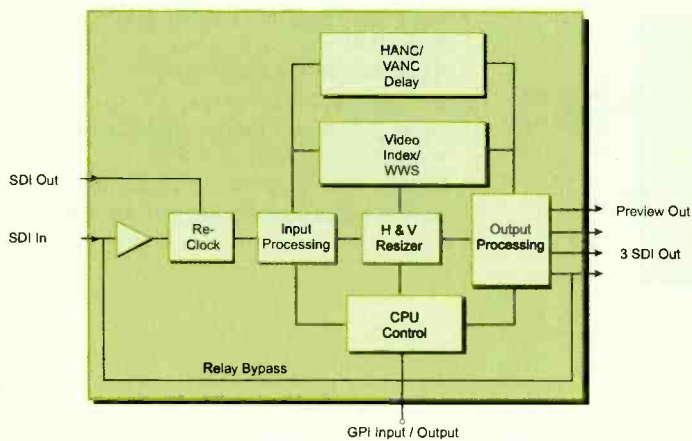 HANC/
VANC
Delay
Video
Index/
WWS
SDI Out
SDI In
Re-
Clock
Input
Processing
H & V
Resizer
Output
Processing
Preview Out
3 SDI Out
CPU
Control
Relay Bypass
GPI Input / Output